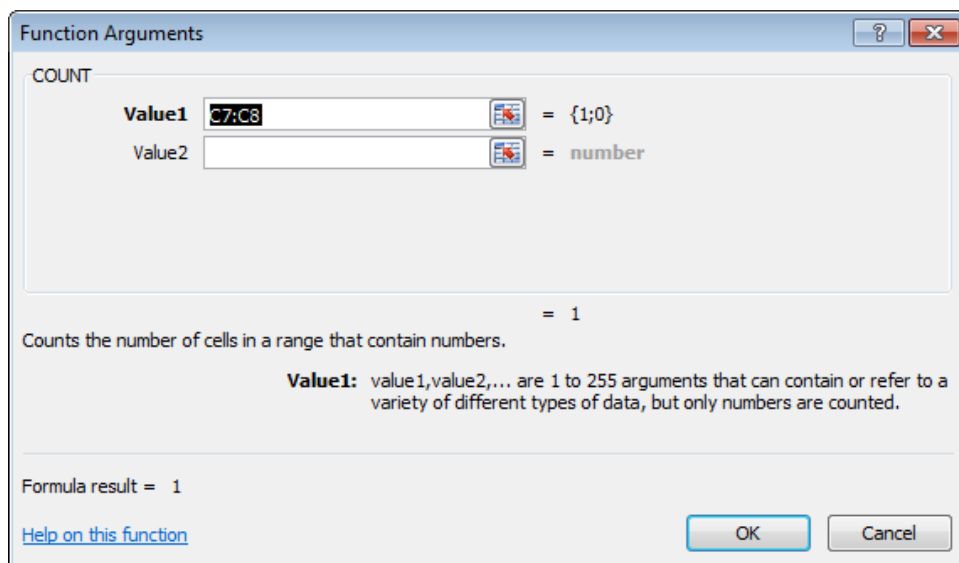 Function Arguments
?
COUNT
Value1 C7:C8 = {1;0}
Value2 = number
= 1
Counts the number of cells in a range that contain numbers.
Value1: value1,value2,... are 1 to 255 arguments that can contain or refer to a
variety of different types of data, but only numbers are counted.
Formula result = 1
Help on this function OK Cancel